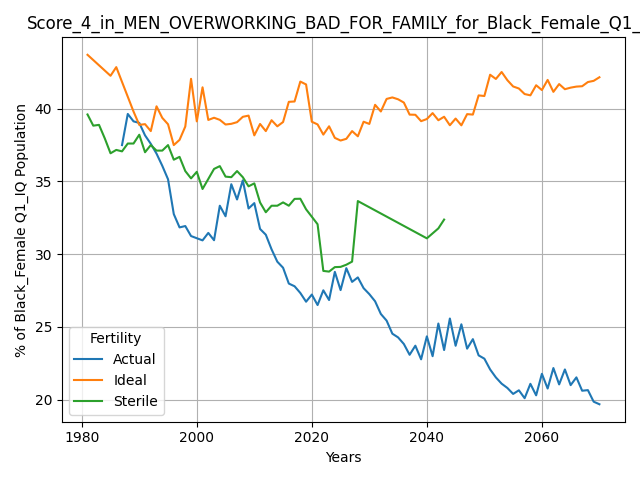 Score_4_in_MEN_OVERWORKING_BAD_FOR_FAMILY_for_Black_Female_Q1_
% of Black_Female Q1_IQ Population
40
35
30
25
20
Fertility
Actual
Ideal
Sterile
1980
2000
2020
2040
2060
Years